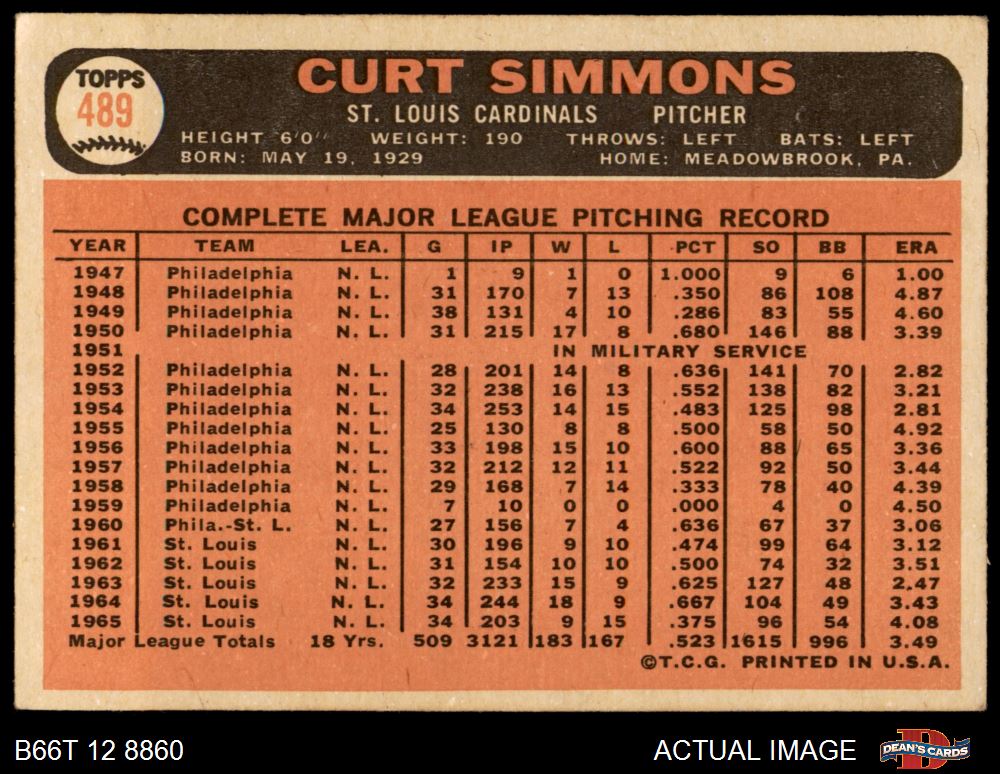 TOPPS
489
CURT SIMMONS
ST. LOUIS CARDINALS PITCHER
HEIGHT 6'0" WEIGHT: 190 THROWS: LEFT BATS: LEFT
BORN: MAY 19, 1929 HOME: MEADOWBROOK, PA.
COMPLETE MAJOR LEAGUE PITCHING RECORD
YEAR TEAM LEA. G IP W L PCT SO BB ERA
1947 Philadelphia N. L. 1 9 1 0 1.000 9 6 1.00
1948 Philadelphia N. L. 31 170 7 13 .350 86 108 4.87
1949 Philadelphia N. L. 38 131 4 10 .286 83 55 4.60
1950 Philadelphia N. L. 31 215 17 8 .680 146 88 3.39
1951 IN MILITARY SERVICE
1952 Philadelphia N. L. 28 201 14 8 .636 141 70 2.82
1953 Philadelphia N. L. 32 238 16 13 .552 138 82 3.21
1954 Philadelphia N. L. 34 253 14 15 .483 125 98 2.81
1955 Philadelphia N. L. 25 130 8 8 .500 58 50 4.92
1956 Philadelphia N. L. 33 198 15 10 .600 88 65 3.36
1957 Philadelphia N. L. 32 212 12 11 .522 92 50 3.44
1958 Philadelphia N. L. 29 168 7 14 .333 78 40 4.39
1959 Philadelphia N. L. 7 10 0 0 .000 4 0 4.50
1960 Phila.-St. L. N. L. 27 156 7 4 .636 67 37 3.06
1961 St. Louis N. L. 30 196 9 10 .474 99 64 3.12
1962 St. Louis N. L. 31 154 10 10 .500 74 32 3.51
1963 St. Louis N. L. 32 233 15 9 .625 127 48 2.47
1964 St. Louis N. L. 34 244 18 9 .667 104 49 3.43
1965 St. Louis N. L. 34 203 9 15 .375 96 54 4.08
Major League Totals 18 Yrs. 509 3121 183 167 .523 1615 996 3.49
©T.C.G. PRINTED IN U.S.A.
B66T 12 8860 ACTUAL IMAGE DEAN'S CARDS